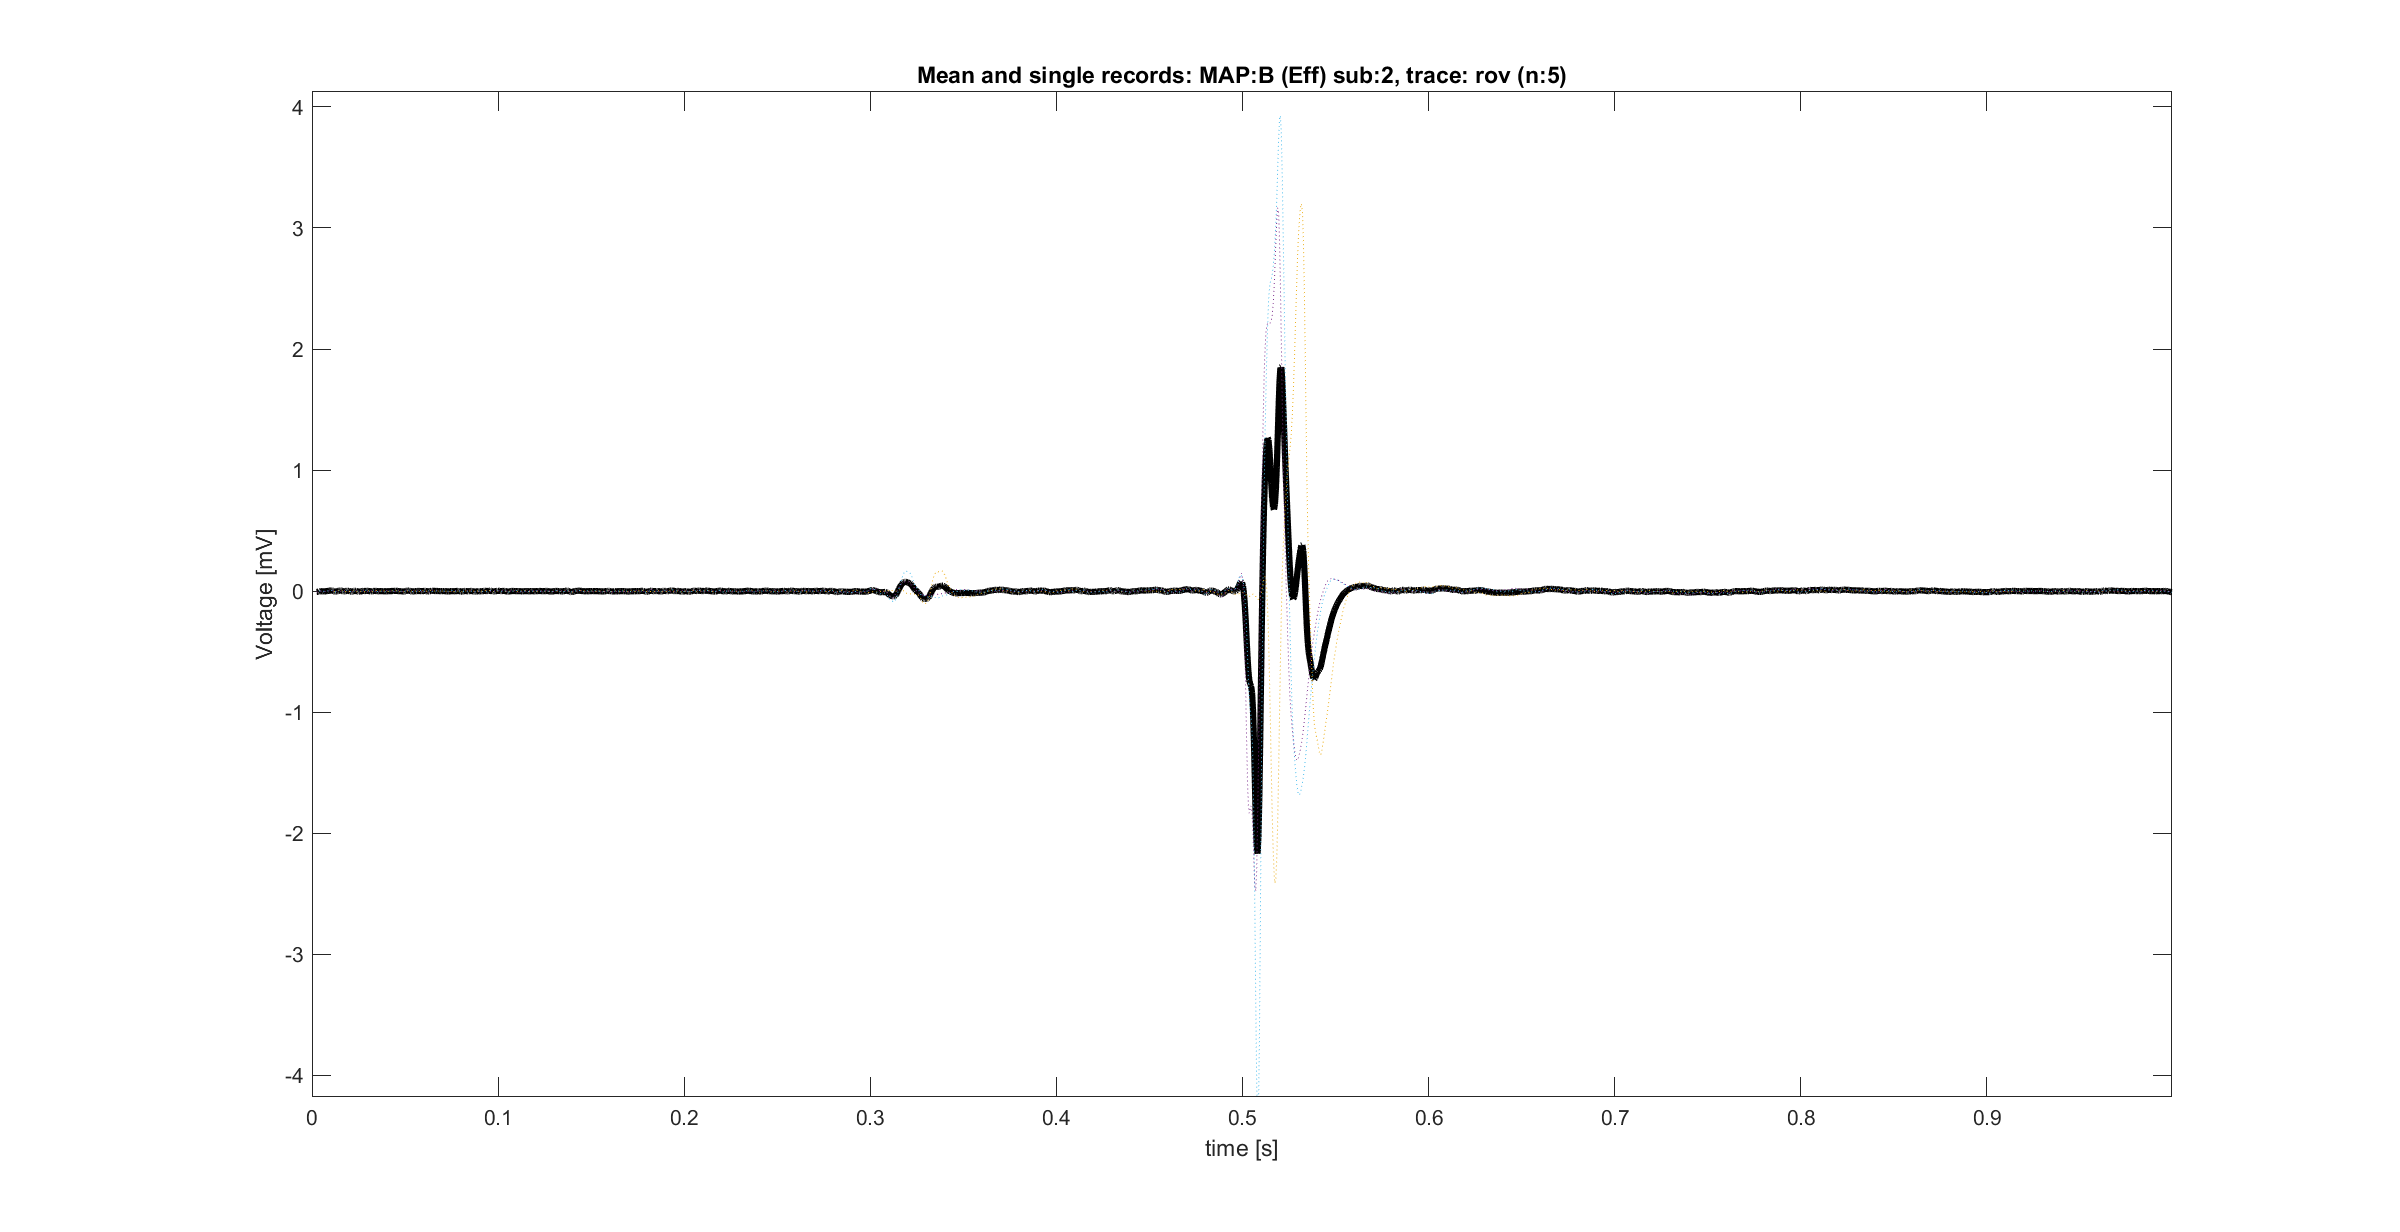 Mean and single records: MAP:B (Eff) sub:2, trace: rov (n:5)
4
3
2
1
0
-1
-2
-3
-4
Voltage [mV]
0 0.1 0.2 0.3 0.4 0.5 0.6 0.7 0.8 0.9
time [s]